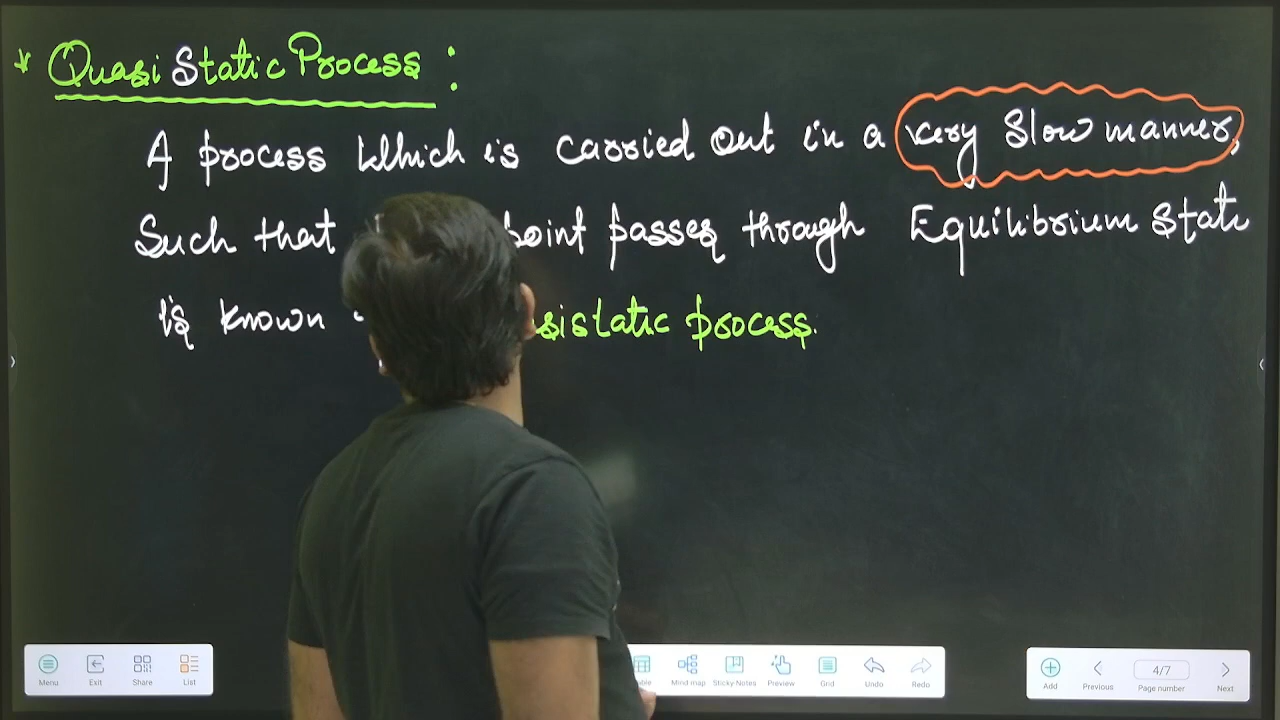 * Quasi Static Process :
A process which is carried out in a very slow manner,
Such that point passes through Equilibrium State
is known sistatic process.
Menu Exit Share List Mind map Sticky Notes Preview Grid Undo Redo Add Previous 4/7 Page number Next